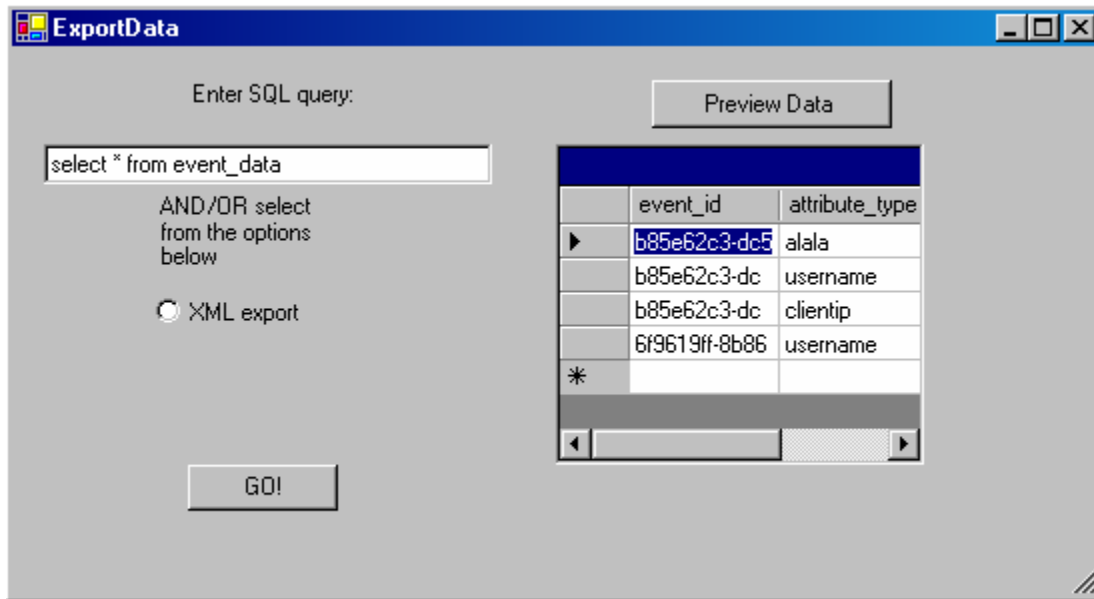 ExportData
Enter SQL query:
select * from event_data
AND/OR select
from the options
below
XML export
GO!
Preview Data
event_id attribute_type
b85e62c3-dc5 alala
b85e62c3-dc username
b85e62c3-dc clientip
6f9619ff-8b86 username